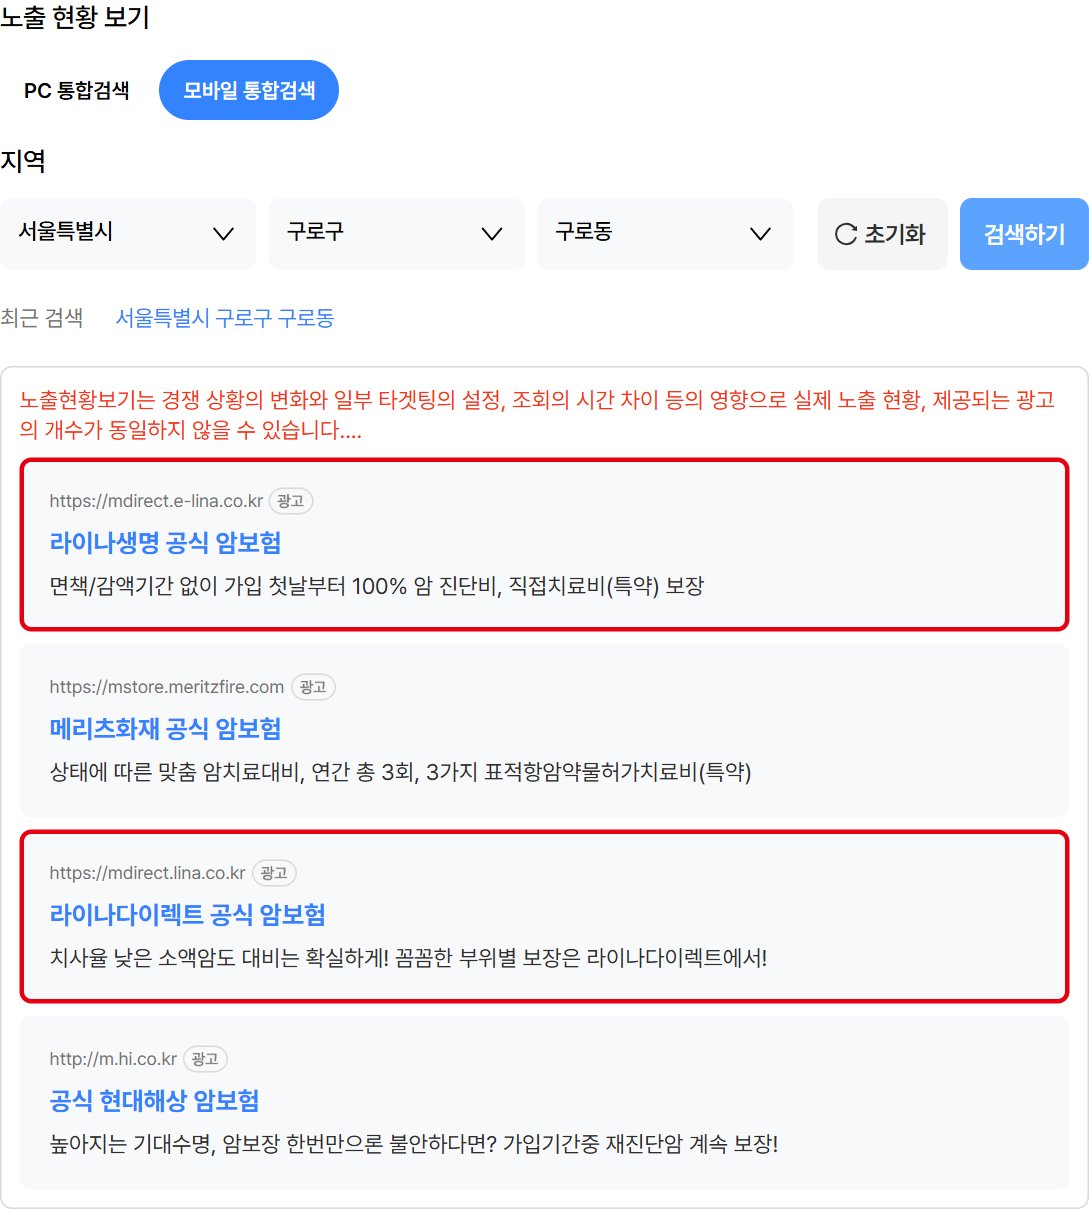 노출 현황 보기
PC 통합검색 모바일 통합검색
지역
서울특별시 구로구 구로동 초기화 검색하기
최근 검색 서울특별시 구로구 구로동
노출현황보기는 경쟁 상황의 변화와 일부 타겟팅의 설정, 조회의 시간 차이 등의 영향으로 실제 노출 현황, 제공되는 광고
의 개수가 동일하지 않을 수 있습니다....
https://mdirect.e-lina.co.kr 광고
라이나생명 공식 암보험
면책/감액기간 없이 가입 첫날부터 100% 암 진단비, 직접치료비(특약) 보장
https://mstore.meritzfire.com 광고
메리츠화재 공식 암보험
상태에 따른 맞춤 암치료대비, 연간 총 3회, 3가지 표적항암약물허가치료비(특약)
https://mdirect.lina.co.kr 광고
라이나다이렉트 공식 암보험
치사율 낮은 소액암도 대비는 확실하게! 꼼꼼한 부위별 보장은 라이나다이렉트에서!
http://m.hi.co.kr 광고
공식 현대해상 암보험
높아지는 기대수명, 암보장 한번만으론 불안하다면? 가입기간중 재진단암 계속 보장!